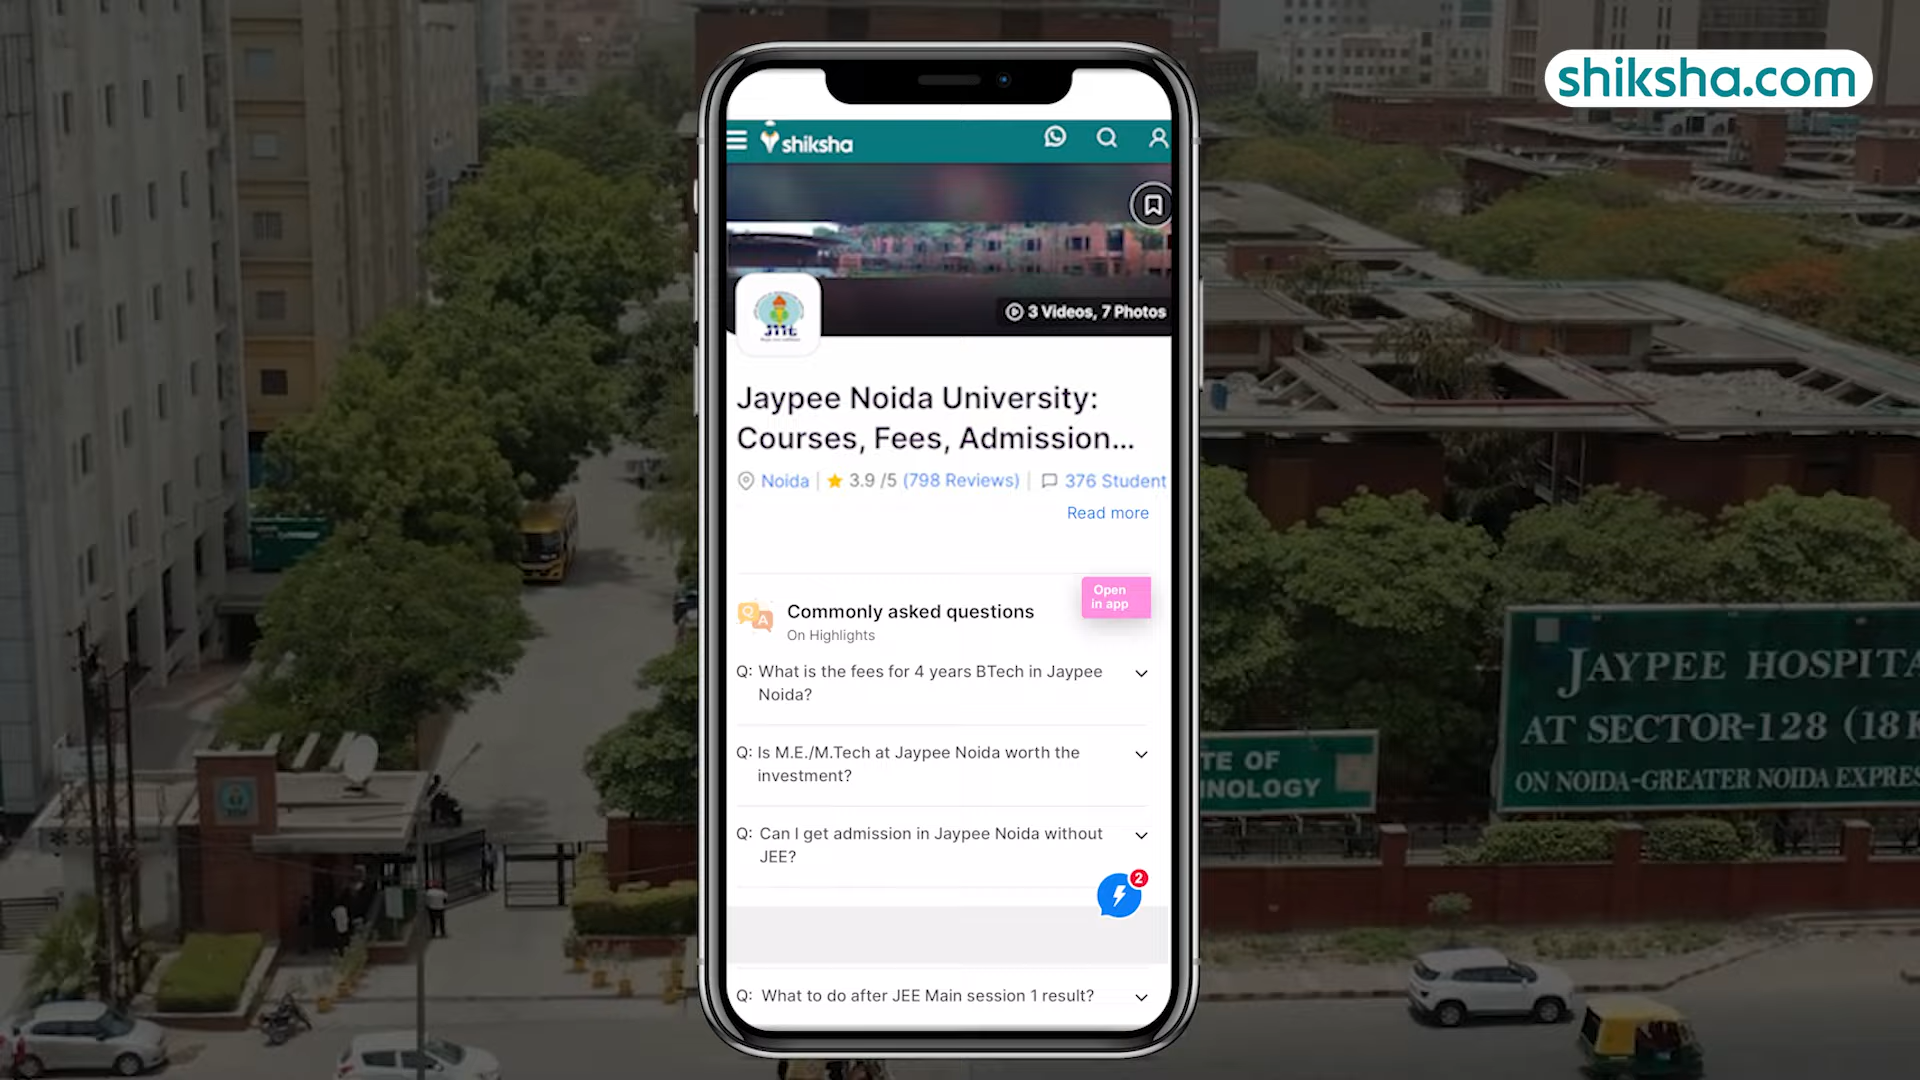 shiksha.com
shiksha
3 Videos, 7 Photos
JIIT
Jaypee Noida University:
Courses, Fees, Admission...
Noida | 3.9 /5 (798 Reviews) | 376 Student
Read more
Open
in app
Commonly asked questions
On Highlights
Q: What is the fees for 4 years BTech in Jaypee
Noida?
Q: Is M.E./M.Tech at Jaypee Noida worth the
investment?
Q: Can I get admission in Jaypee Noida without
JEE?
2
Q: What to do after JEE Main session 1 result?
JAYPEE HOSPITA
AT SECTOR-128 (18 K
ON NOIDA-GREATER NOIDA EXPRES
TE OF
NOLOGY